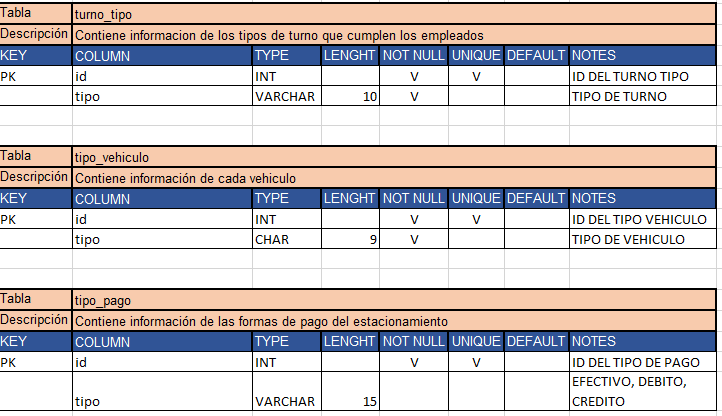 Tabla turno_tipo
Descripción Contiene informacion de los tipos de turno que cumplen los empleados
KEY COLUMN TYPE LENGHT NOT NULL UNIQUE DEFAULT NOTES
PK id INT V V ID DEL TURNO TIPO
tipo VARCHAR 10 V TIPO DE TURNO
Tabla tipo_vehiculo
Descripción Contiene información de cada vehiculo
KEY COLUMN TYPE LENGHT NOT NULL UNIQUE DEFAULT NOTES
PK id INT V V ID DEL TIPO VEHICULO
tipo CHAR 9 V TIPO DE VEHICULO
Tabla tipo_pago
Descripción Contiene información de las formas de pago del estacionamiento
KEY COLUMN TYPE LENGHT NOT NULL UNIQUE DEFAULT NOTES
PK id INT V V ID DEL TIPO DE PAGO
EFECTIVO, DEBITO,
tipo VARCHAR 15 CREDITO